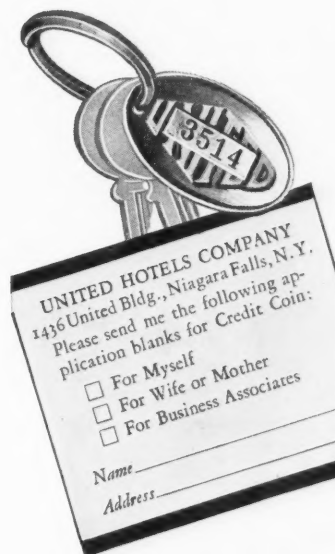 3514
UNITED HOTELS COMPANY
1436 United Bldg., Niagara Falls, N.Y.
Please send me the following ap-
plication blanks for Credit Coin:
For Myself
For Wife or Mother
For Business Associates
Name
Address